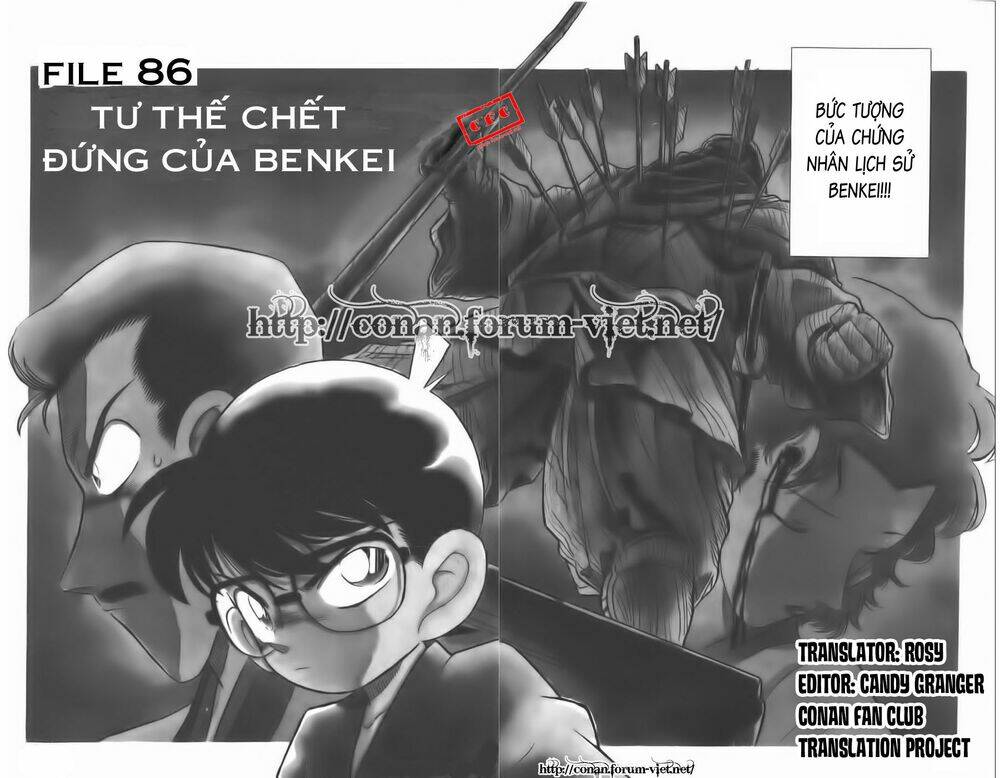 FILE 86
TƯ THẾ CHẾT
ĐỨNG CỦA BENKEI
CFC
BỨC TƯỢNG
CỦA CHỨNG
NHÂN LỊCH SỬ
BENKEI!!!
http://conan.forum-viet.net/
TRANSLATOR: ROSY
EDITOR: CANDY GRANGER
CONAN FAN CLUB
TRANSLATION PROJECT
http://conan.forum-viet.net/